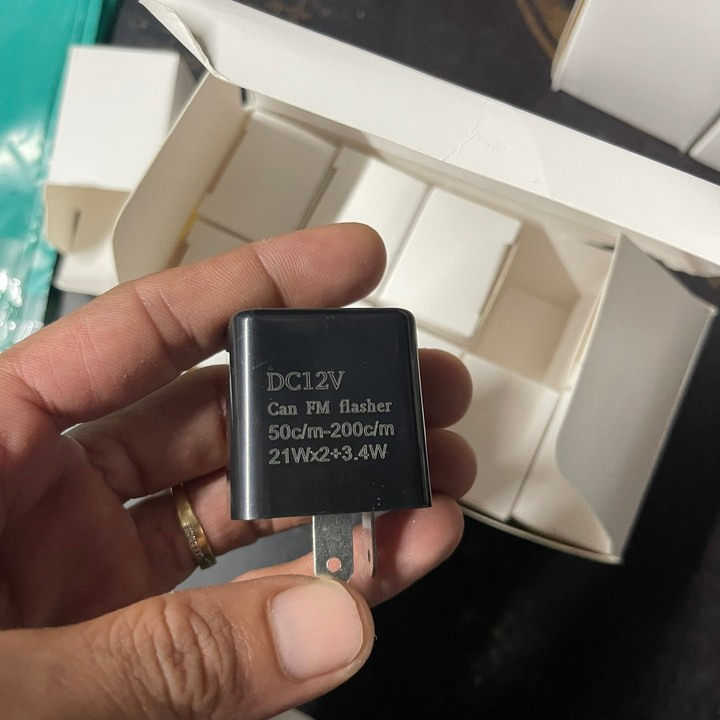 DC12V
Can FM flasher
50c/m-200c/m
21Wx2+3.4W